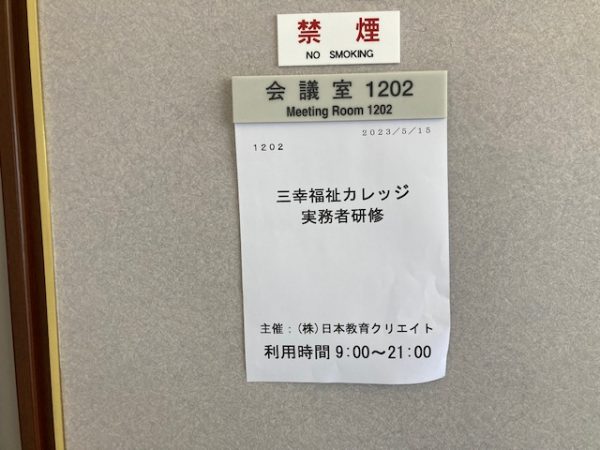 禁煙
NO SMOKING
会議室 1202
Meeting Room 1202
2023/5/15
1202
三幸福祉カレッジ
実務者研修
主催：(株)日本教育クリエイト
利用時間 9:00～21:00